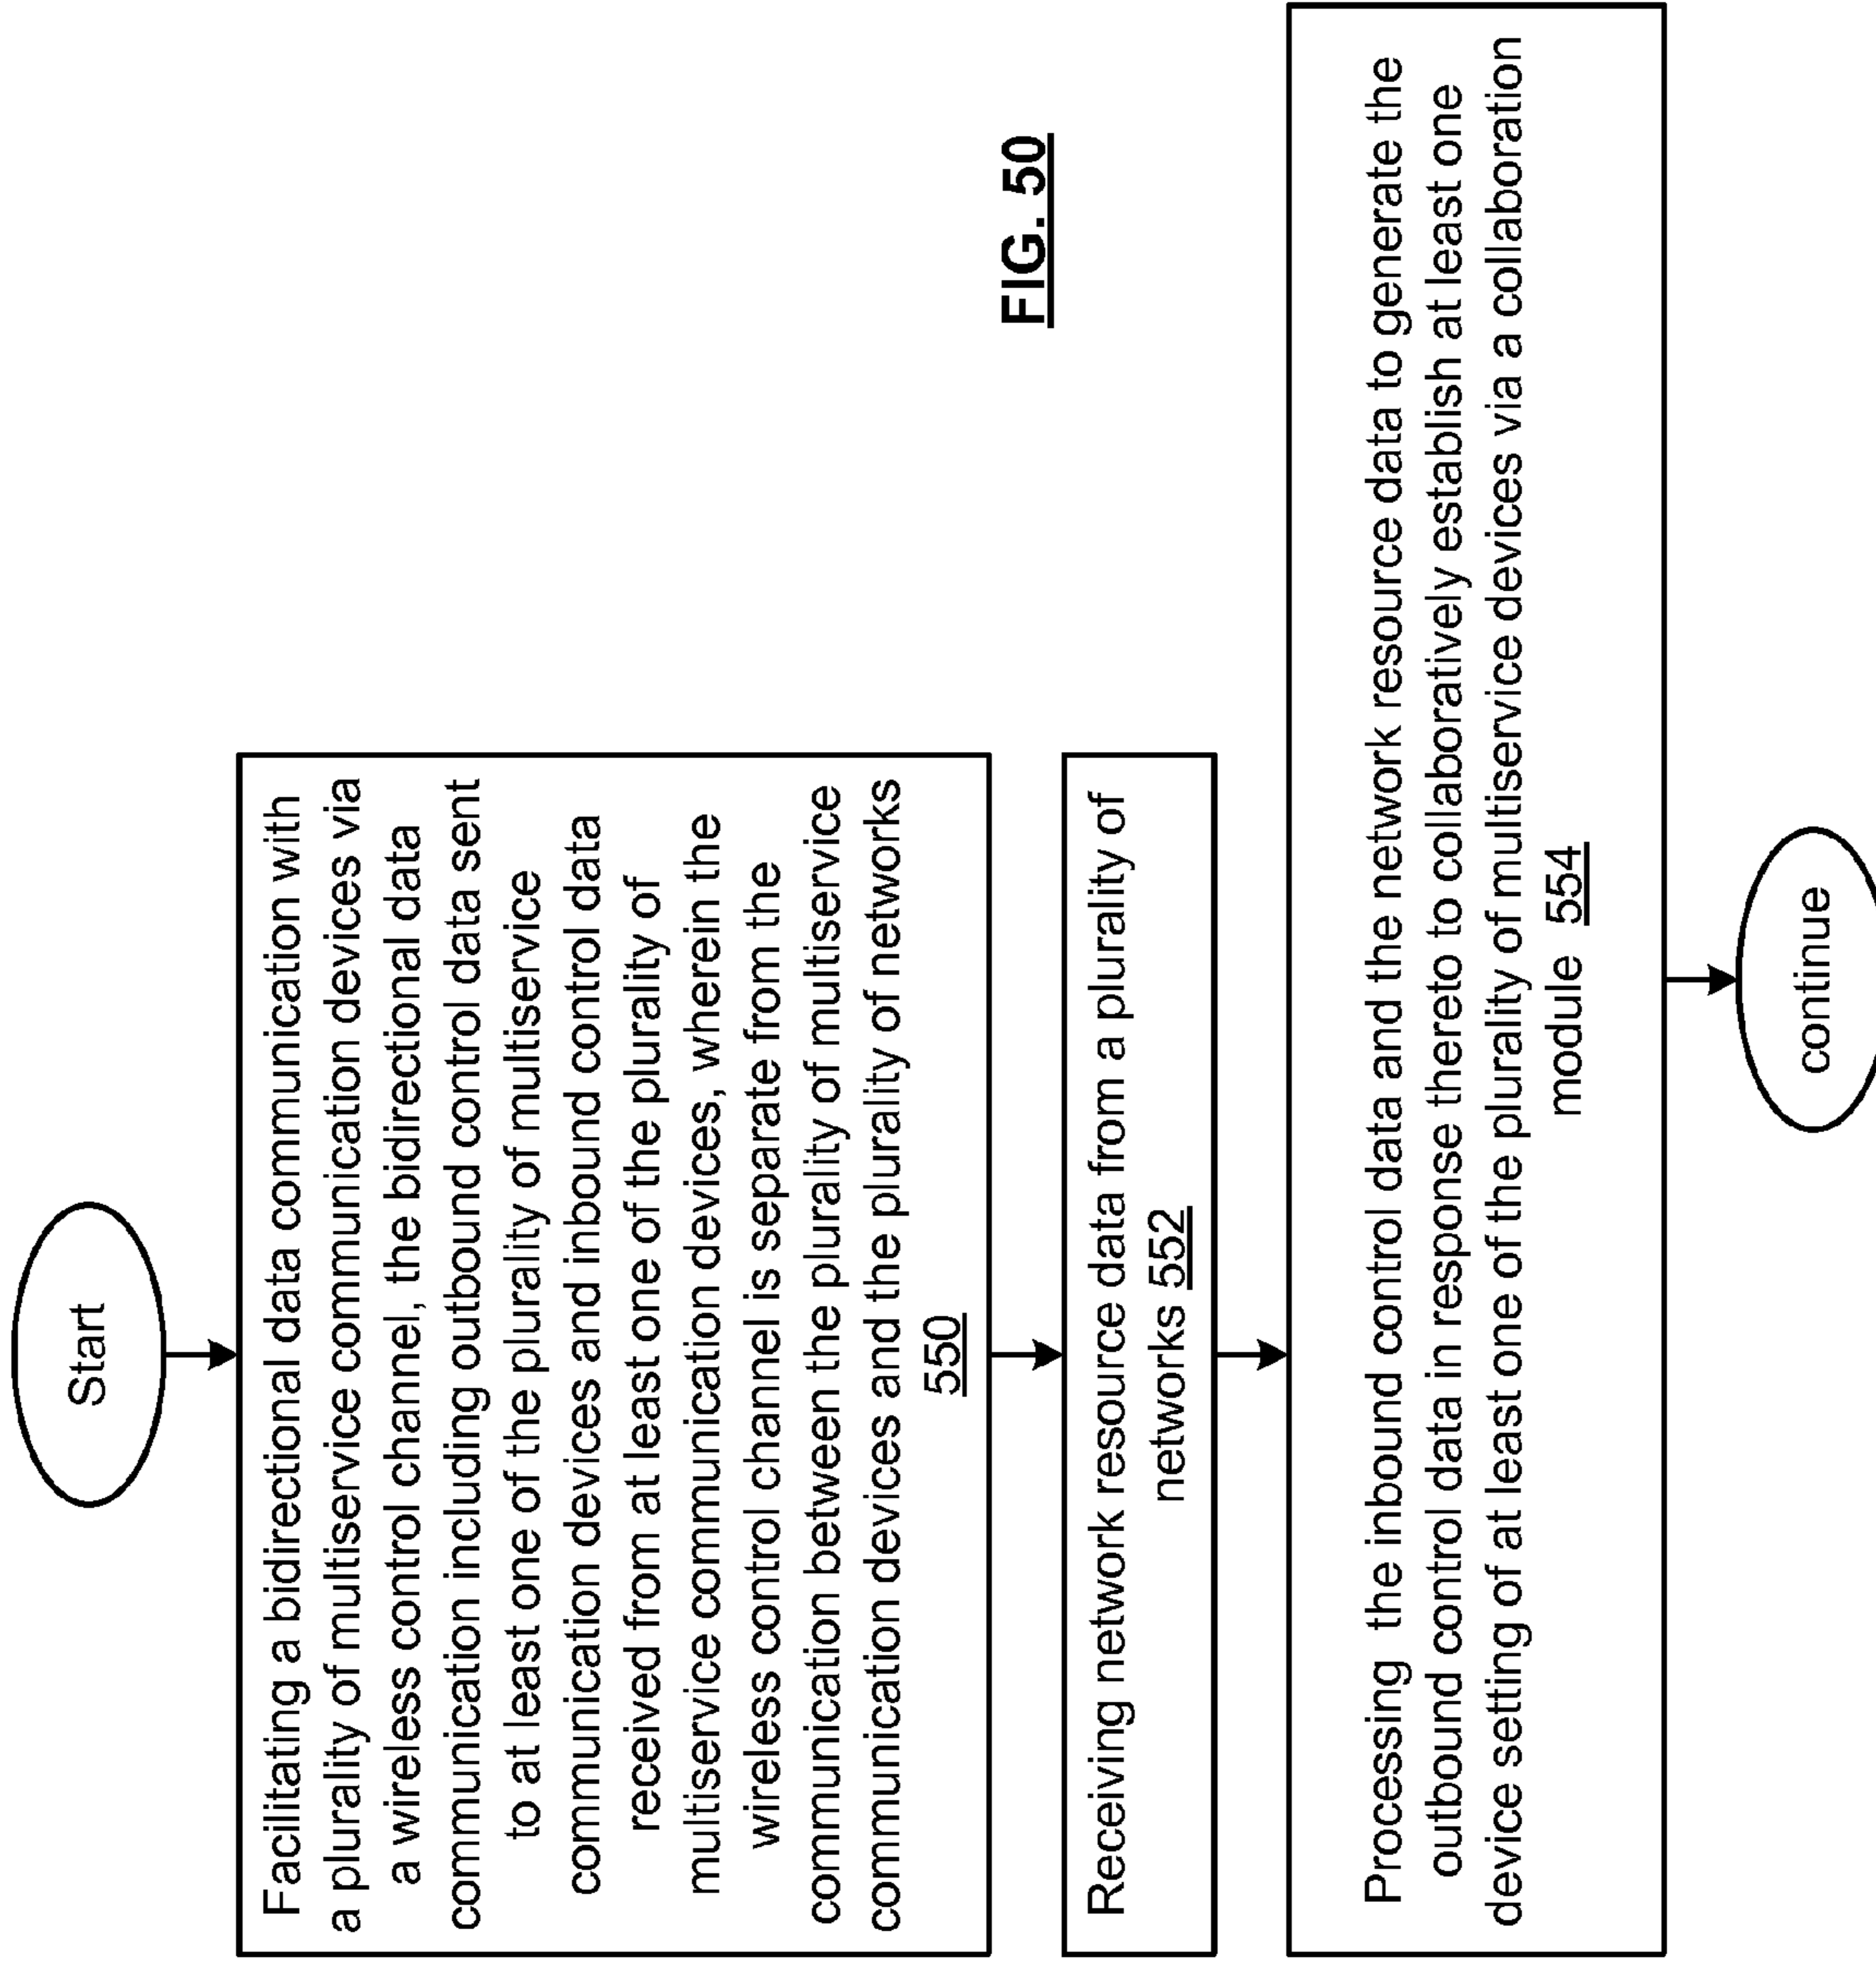 Start
Facilitating a bidirectional data communication with
a plurality of multiservice communication devices via
a wireless control channel, the bidirectional data
communication including outbound control data sent
to at least one of the plurality of multiservice
communication devices and inbound control data
received from at least one of the plurality of
multiservice communication devices, wherein the
wireless control channel is separate from the
communication between the plurality of multiservice
communication devices and the plurality of networks
550
Receiving network resource data from a plurality of
networks 552
Processing the inbound control data and the network resource data to generate the
outbound control data in response thereto to collaboratively establish at least one
device setting of at least one of the plurality of multiservice devices via a collaboration
module 554
continue
FIG. 50